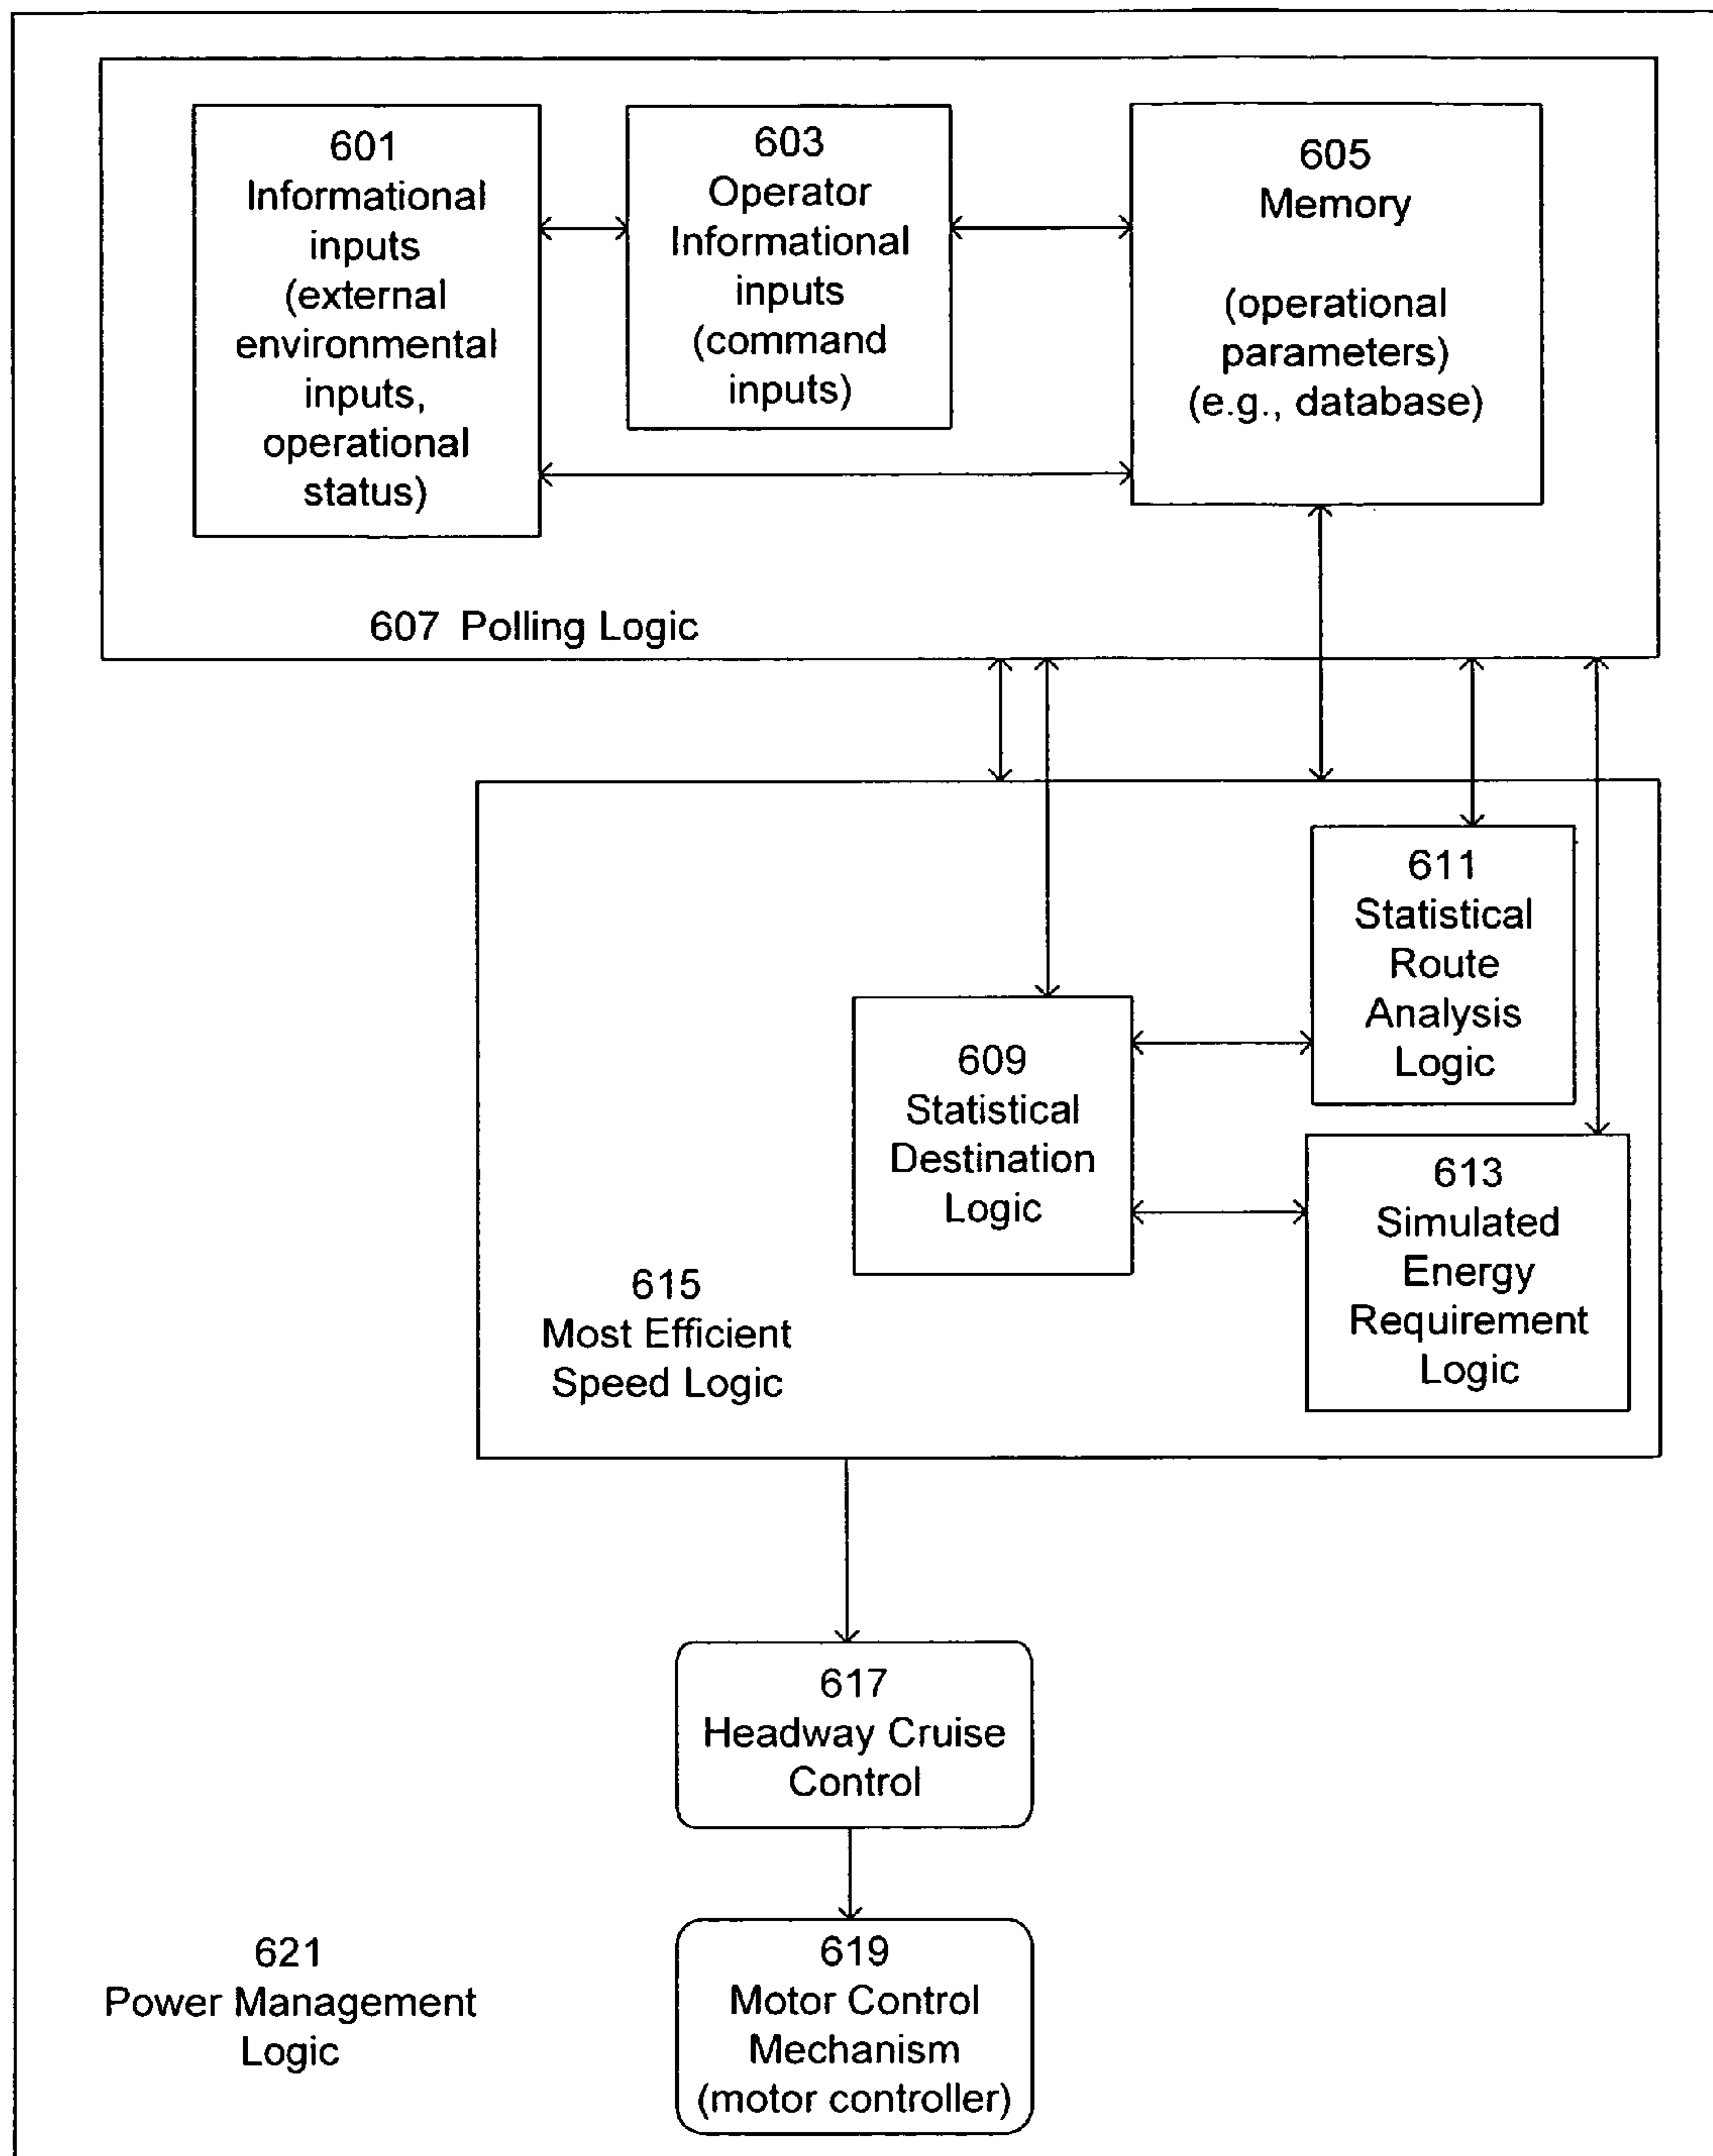 601
Informational
inputs
(external
environmental
inputs,
operational
status)
603
Operator
Informational
inputs
(command
inputs)
605
Memory
(operational
parameters)
(e.g., database)
607 Polling Logic
611
Statistical
Route
Analysis
Logic
609
Statistical
Destination
Logic
613
Simulated
Energy
Requirement
Logic
615
Most Efficient
Speed Logic
617
Headway Cruise
Control
619
Motor Control
Mechanism
(motor controller)
621
Power Management
Logic